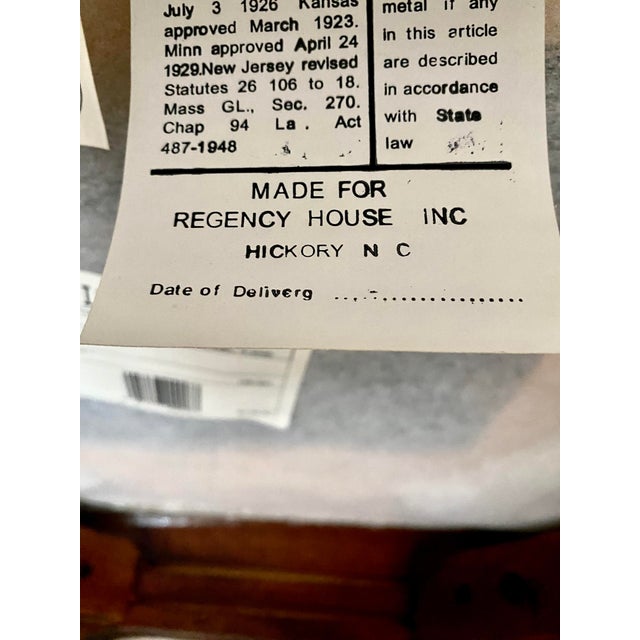 July 3 1926 Kansas
approved March 1923.
Minn approved April 24
1929.New Jersey revised
Statutes 26 106 to 18.
Mass GL., Sec. 270.
Chap 94 La. Act
487-1948
metal if any
in this article
are described
in accordance
with State
law
MADE FOR
REGENCY HOUSE INC
HICKORY N C
Date of Deliverg ........................